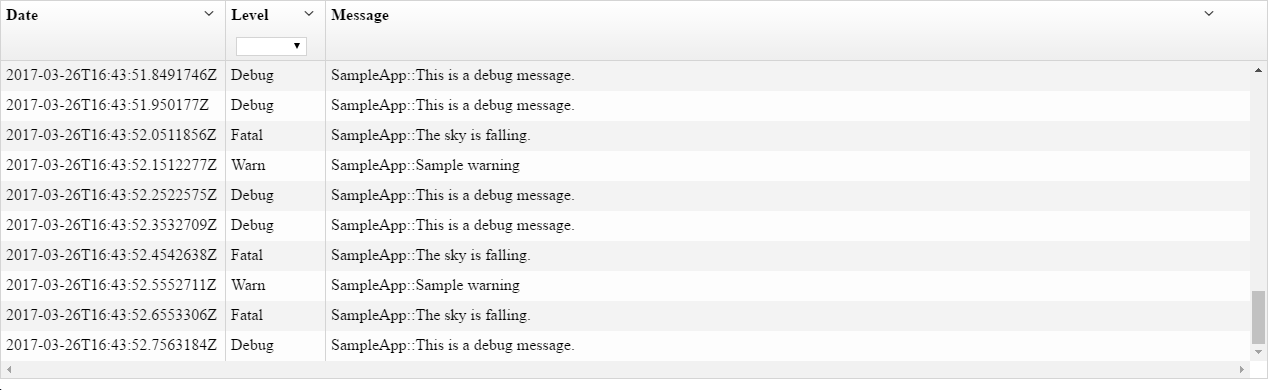 Date Level Message
2017-03-26T16:43:51.8491746Z Debug SampleApp::This is a debug message.
2017-03-26T16:43:51.950177Z Debug SampleApp::This is a debug message.
2017-03-26T16:43:52.0511856Z Fatal SampleApp::The sky is falling.
2017-03-26T16:43:52.1512277Z Warn SampleApp::Sample warning
2017-03-26T16:43:52.2522575Z Debug SampleApp::This is a debug message.
2017-03-26T16:43:52.3532709Z Debug SampleApp::This is a debug message.
2017-03-26T16:43:52.4542638Z Fatal SampleApp::The sky is falling.
2017-03-26T16:43:52.5552711Z Warn SampleApp::Sample warning
2017-03-26T16:43:52.6553306Z Fatal SampleApp::The sky is falling.
2017-03-26T16:43:52.7563184Z Debug SampleApp::This is a debug message.